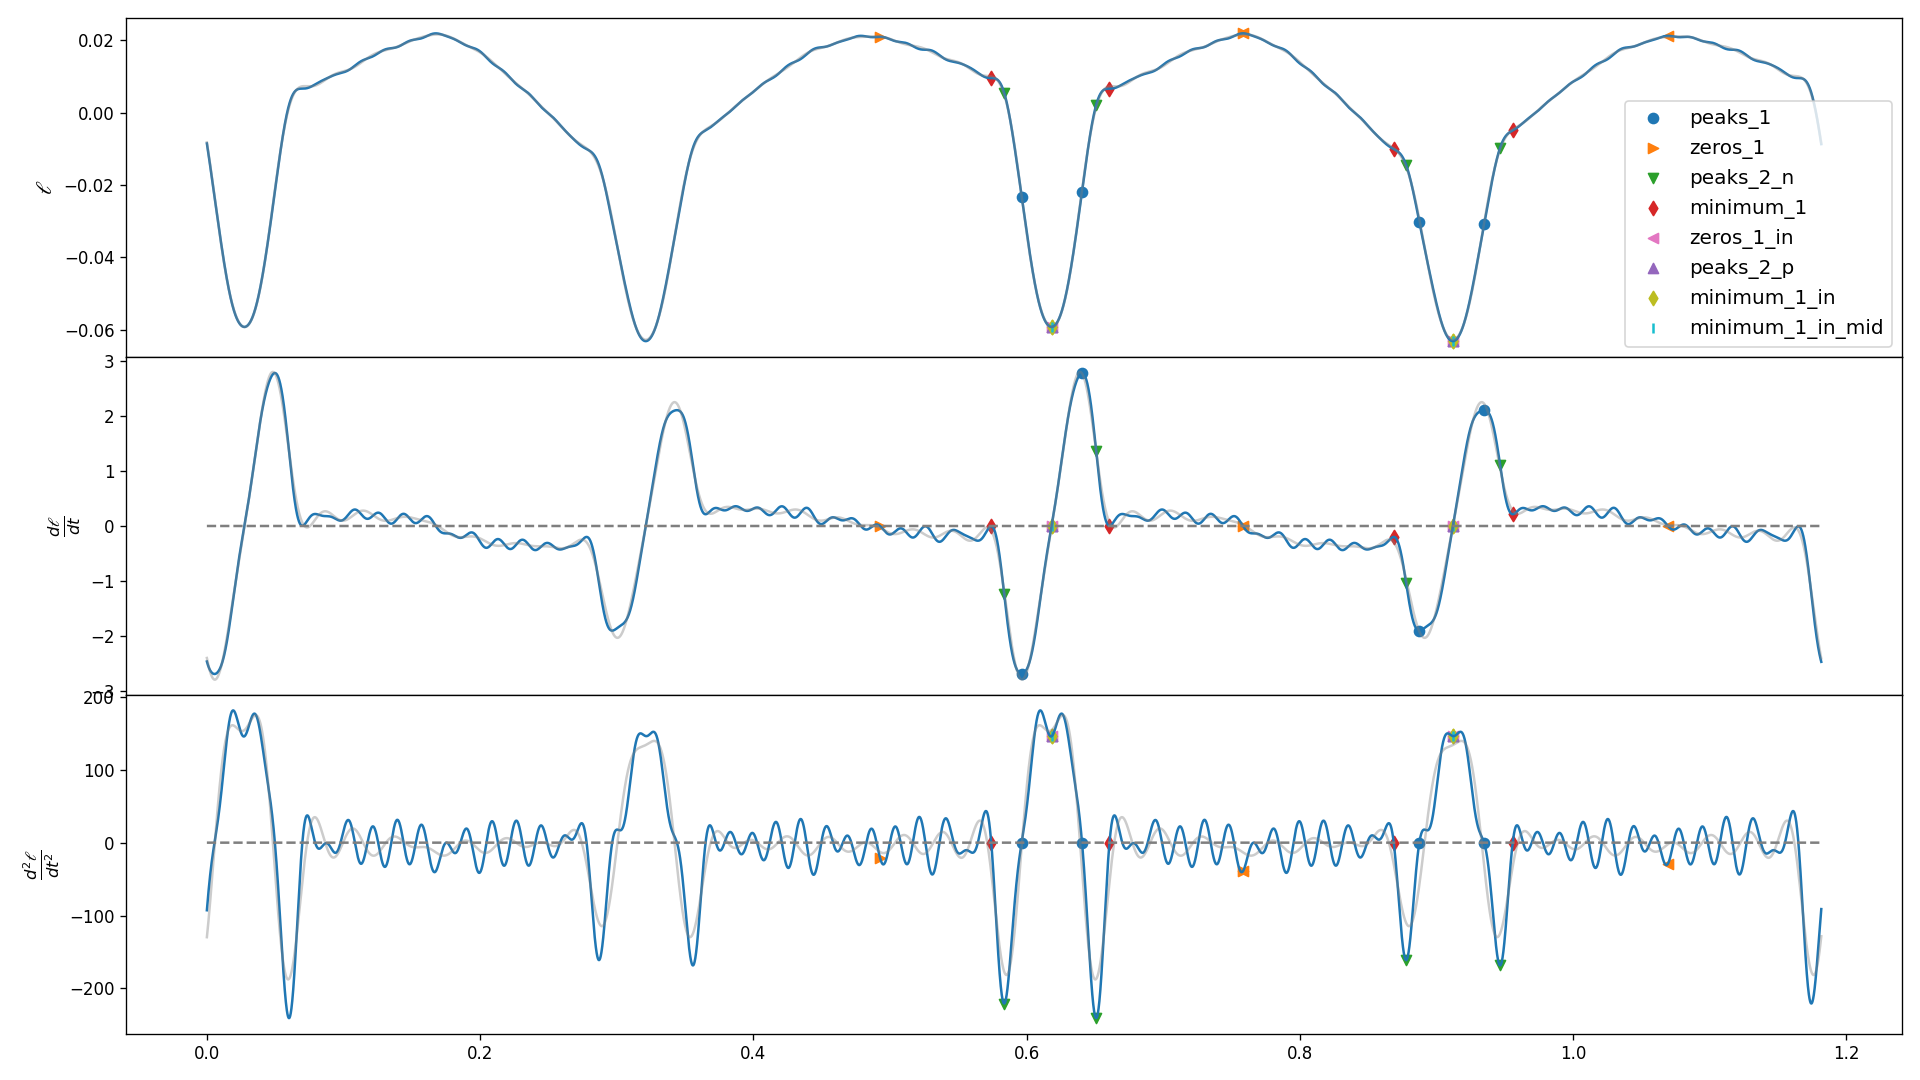 0.02
0.00
−0.02
−0.04
−0.06
ℓ
peaks_1
zeros_1
peaks_2_n
minimum_1
zeros_1_in
peaks_2_p
minimum_1_in
minimum_1_in_mid
3
2
1
0
−1
−2
−3
dℓ
dt
200
100
0
−100
−200
d²ℓ
dt²
0.0 0.2 0.4 0.6 0.8 1.0 1.2